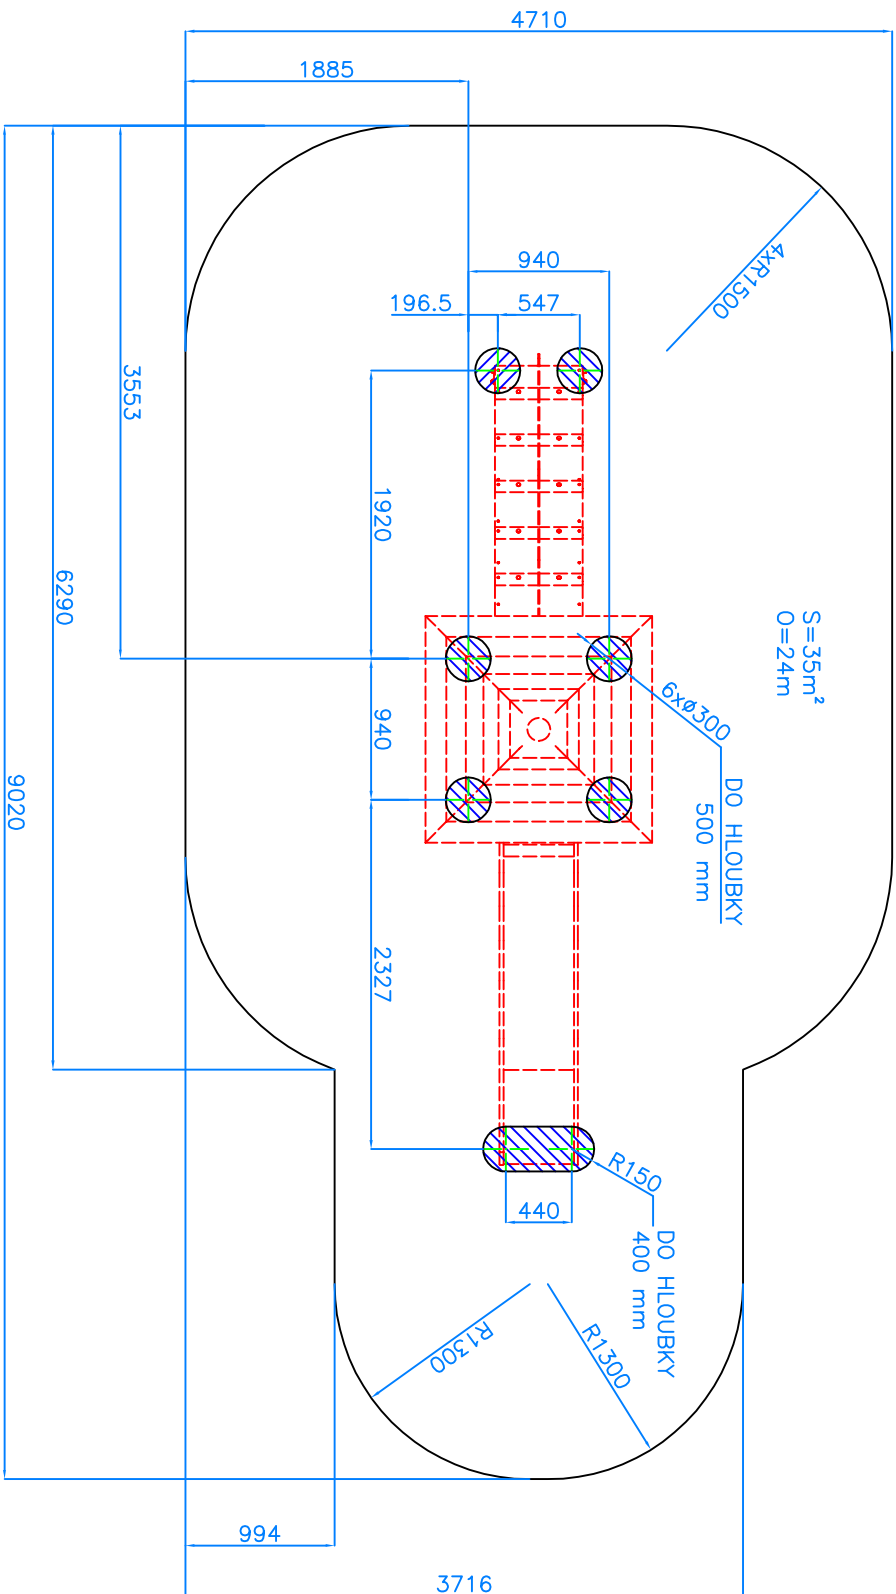 4710
1885
4xR1500
940
196.5
547
3553
1920
6290
S=35m²
O=24m
6xø300
DO HLOUBKY
500 mm
940
9020
2327
R150
440
DO HLOUBKY
400 mm
R1300
R1300
994
3716